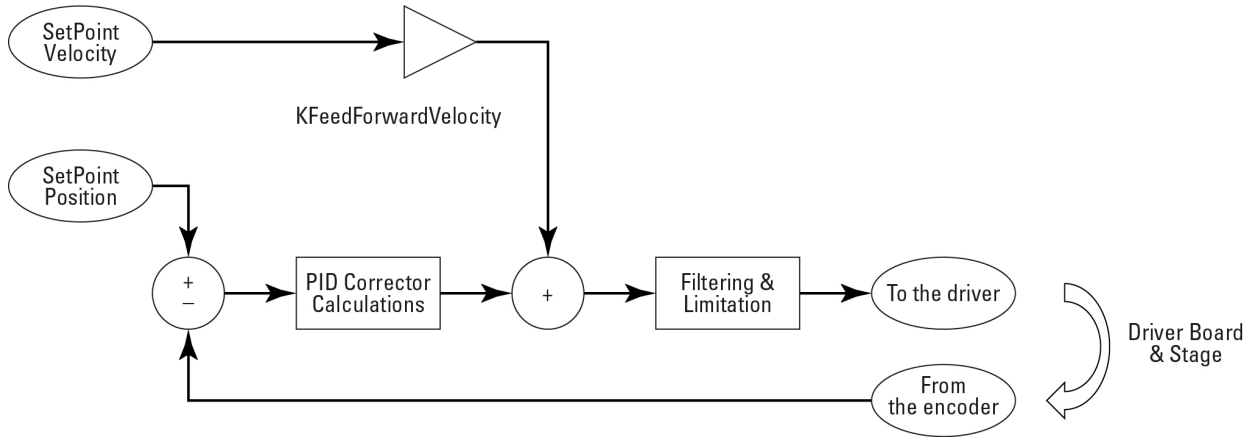 SetPoint
Velocity
KFeedForwardVelocity
SetPoint
Position
+
–
PID Corrector
Calculations
+
Filtering &
Limitation
To the driver
Driver Board
& Stage
From
the encoder